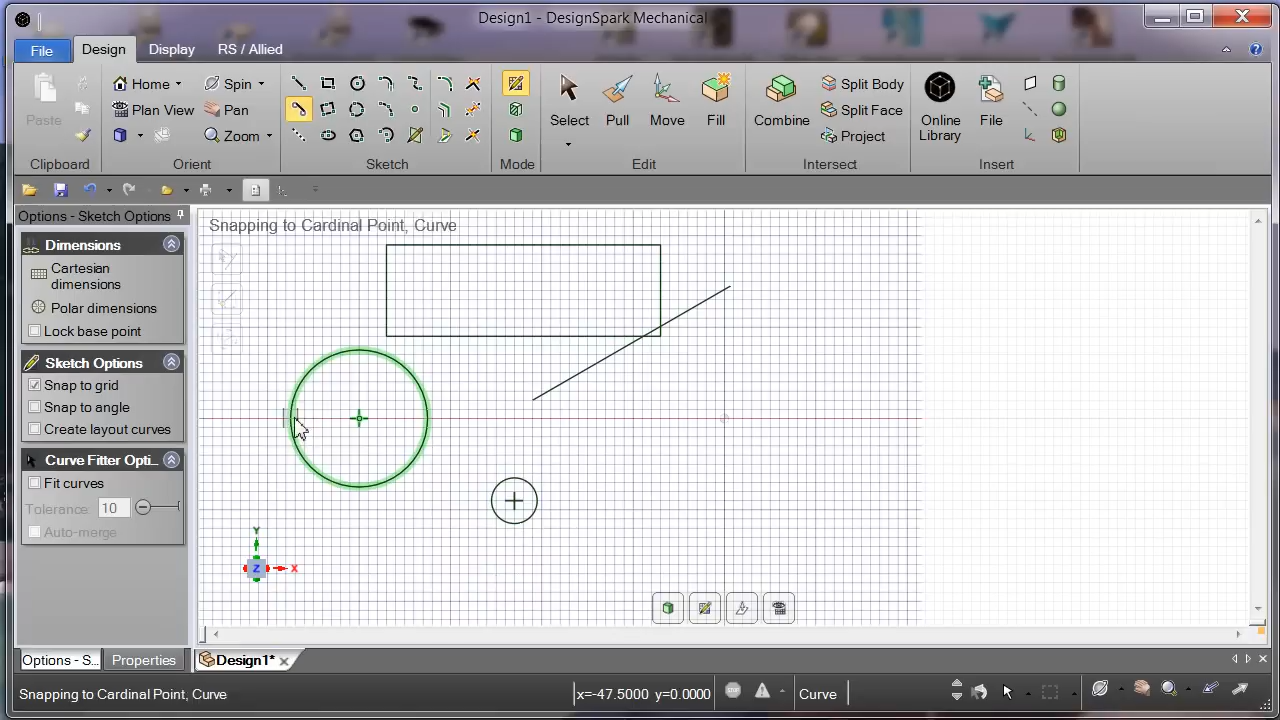 Design1 - DesignSpark Mechanical
File
Design
Display
RS / Allied
Paste
Home
Plan View
Spin
Pan
Zoom
Select
Pull
Move
Fill
Combine
Split Body
Split Face
Project
Online
Library
File
Clipboard
Orient
Sketch
Mode
Edit
Intersect
Insert
Options - Sketch Options
Dimensions
Cartesian
dimensions
Polar dimensions
Lock base point
Sketch Options
Snap to grid
Snap to angle
Create layout curves
Curve Fitter Opti...
Fit curves
Tolerance: 10
Auto-merge
Snapping to Cardinal Point, Curve
Y
Z
X
Options - S...
Properties
Design1*
Snapping to Cardinal Point, Curve
x=-47.5000 y=0.0000
Curve